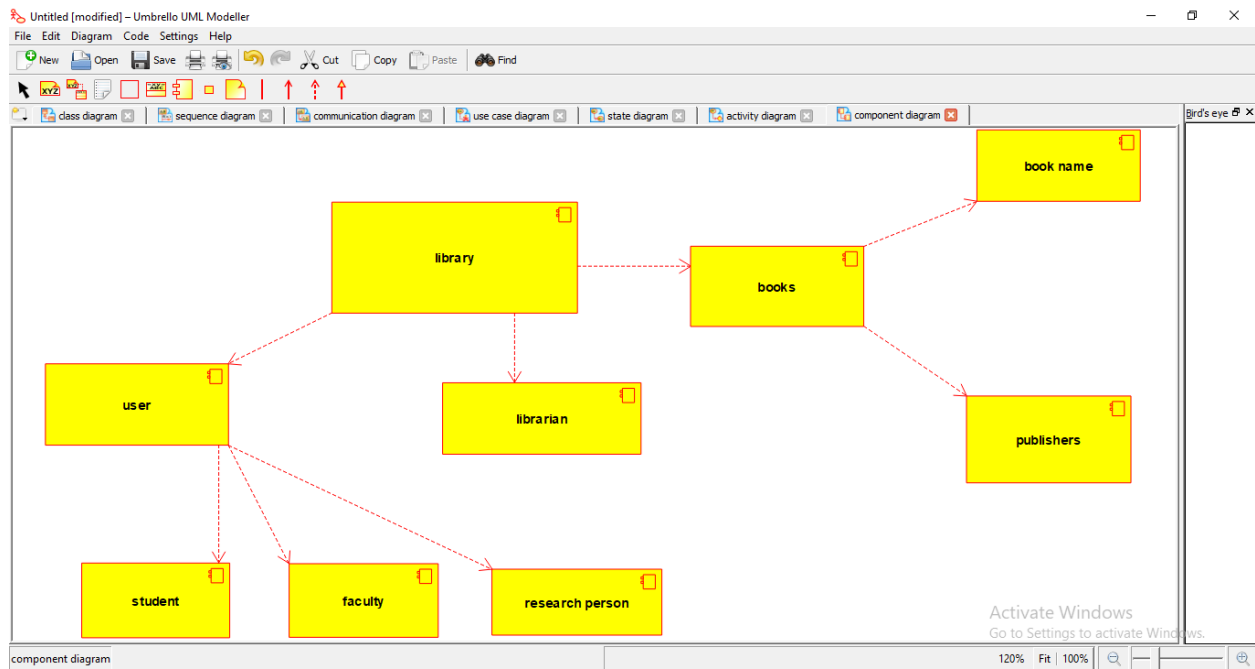 Untitled [modified] – Umbrello UML Modeller
File Edit Diagram Code Settings Help
New Open Save Cut Copy Paste Find
XYZ
class diagram sequence diagram communication diagram use case diagram state diagram activity diagram component diagram Bird's eye
book name
library
books
user
librarian
publishers
student
faculty
research person
Activate Windows
Go to Settings to activate Windows.
component diagram 120% Fit 100%